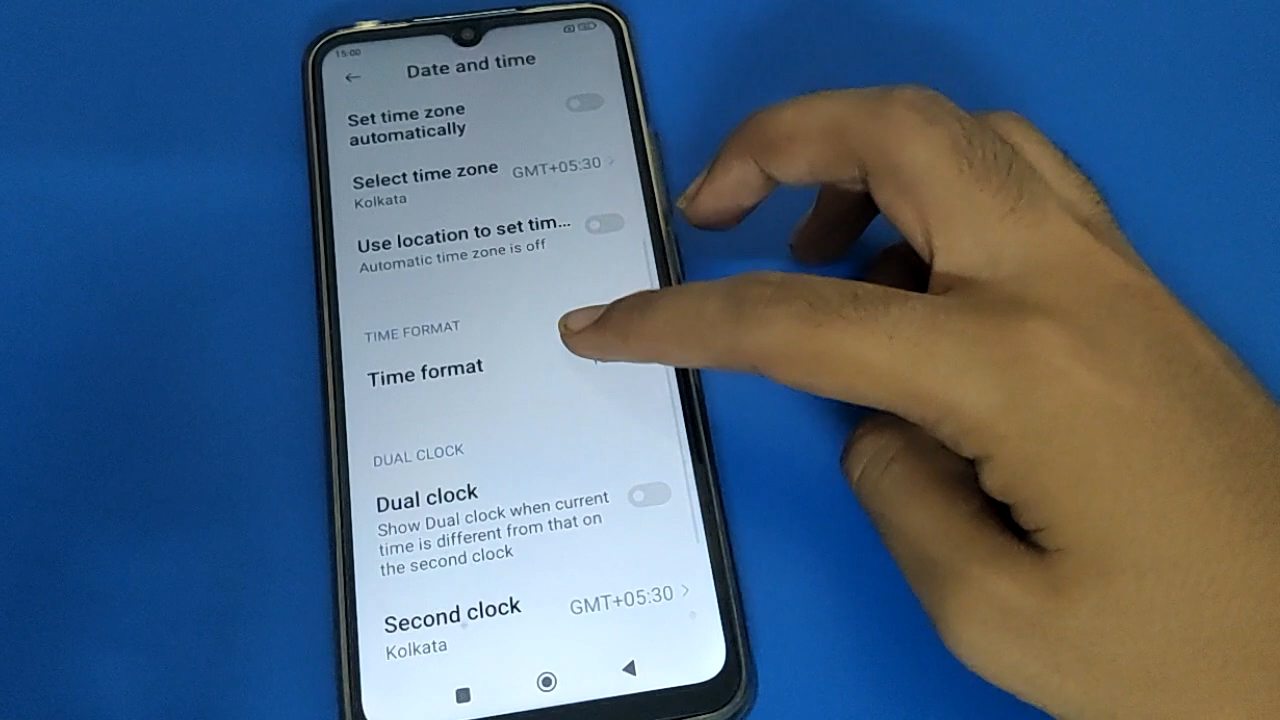 15:00
Date and time
Set time zone
automatically
Select time zone GMT+05:30
Kolkata
Use location to set tim...
Automatic time zone is off
TIME FORMAT
Time format
DUAL CLOCK
Dual clock
Show Dual clock when current
time is different from that on
the second clock
Second clock GMT+05:30
Kolkata